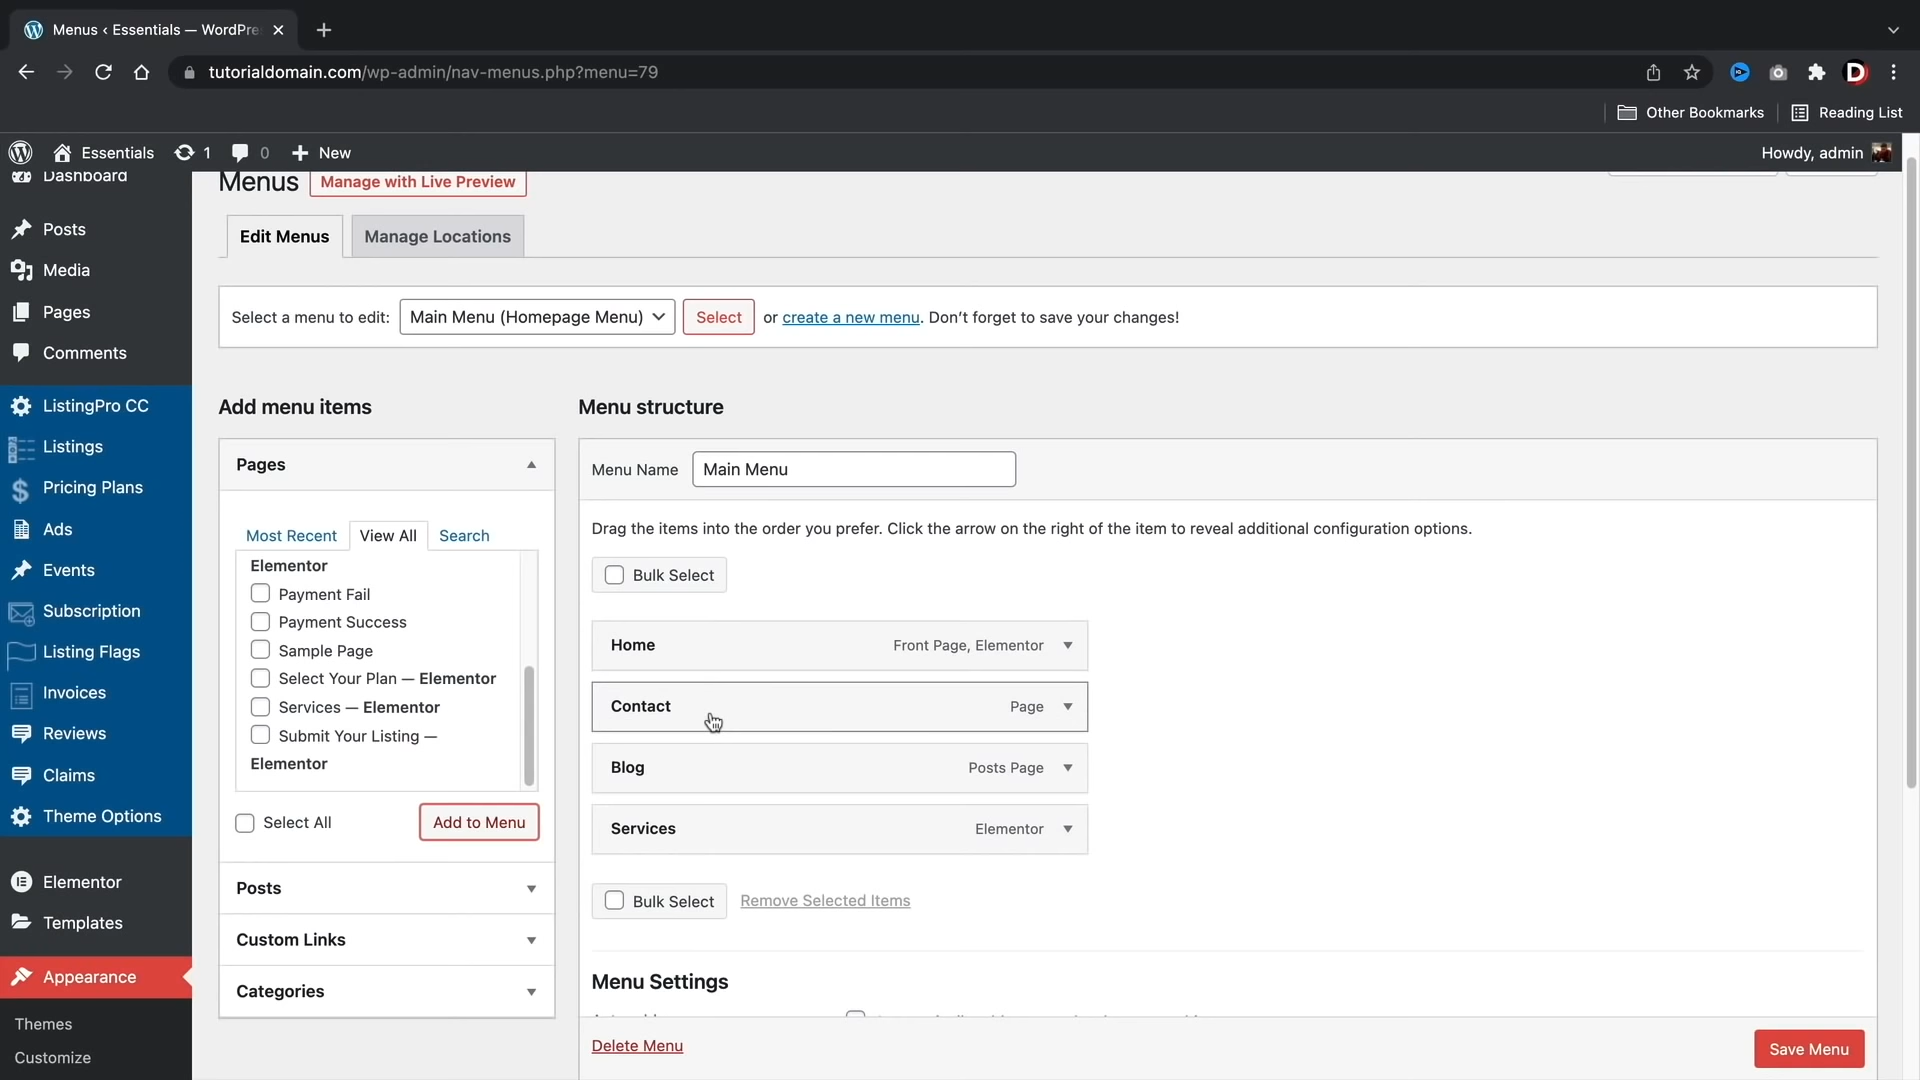 Menus ‹ Essentials — WordPre
tutorialdomain.com/wp-admin/nav-menus.php?menu=79
Other Bookmarks
Reading List
Essentials
1
0
New
Howdy, admin
Dashboard
Posts
Media
Pages
Comments
ListingPro CC
Listings
Pricing Plans
Ads
Events
Subscription
Listing Flags
Invoices
Reviews
Claims
Theme Options
Elementor
Templates
Appearance
Themes
Customize
Menus
Manage with Live Preview
Edit Menus
Manage Locations
Select a menu to edit: Main Menu (Homepage Menu) Select or create a new menu. Don’t forget to save your changes!
Add menu items
Pages
Most Recent
View All
Search
Elementor
Payment Fail
Payment Success
Sample Page
Select Your Plan — Elementor
Services — Elementor
Submit Your Listing —
Elementor
Select All
Add to Menu
Posts
Custom Links
Categories
Menu structure
Menu Name Main Menu
Drag the items into the order you prefer. Click the arrow on the right of the item to reveal additional configuration options.
Bulk Select
Home Front Page, Elementor
Contact Page
Blog Posts Page
Services Elementor
Bulk Select Remove Selected Items
Menu Settings
Delete Menu
Save Menu